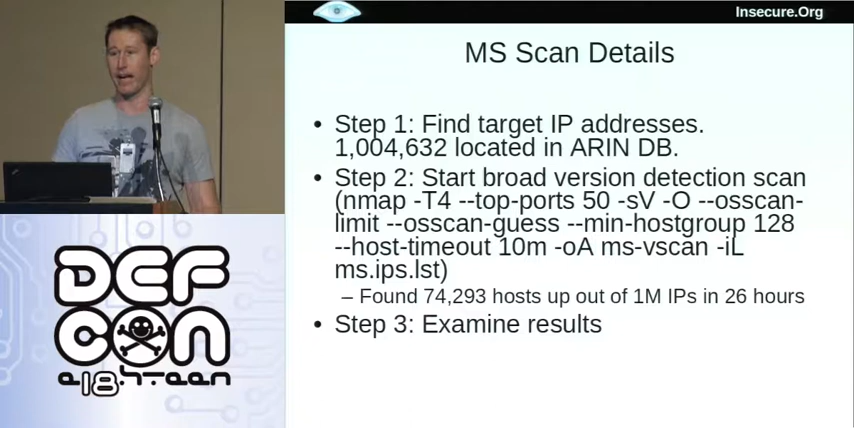 Insecure.Org
MS Scan Details
• Step 1: Find target IP addresses.
1,004,632 located in ARIN DB.
• Step 2: Start broad version detection scan
(nmap -T4 --top-ports 50 -sV -O --osscan-
limit --osscan-guess --min-hostgroup 128
--host-timeout 10m -oA ms-vscan -iL
ms.ips.lst)
– Found 74,293 hosts up out of 1M IPs in 26 hours
• Step 3: Examine results
DEF
CON
e18h-teen